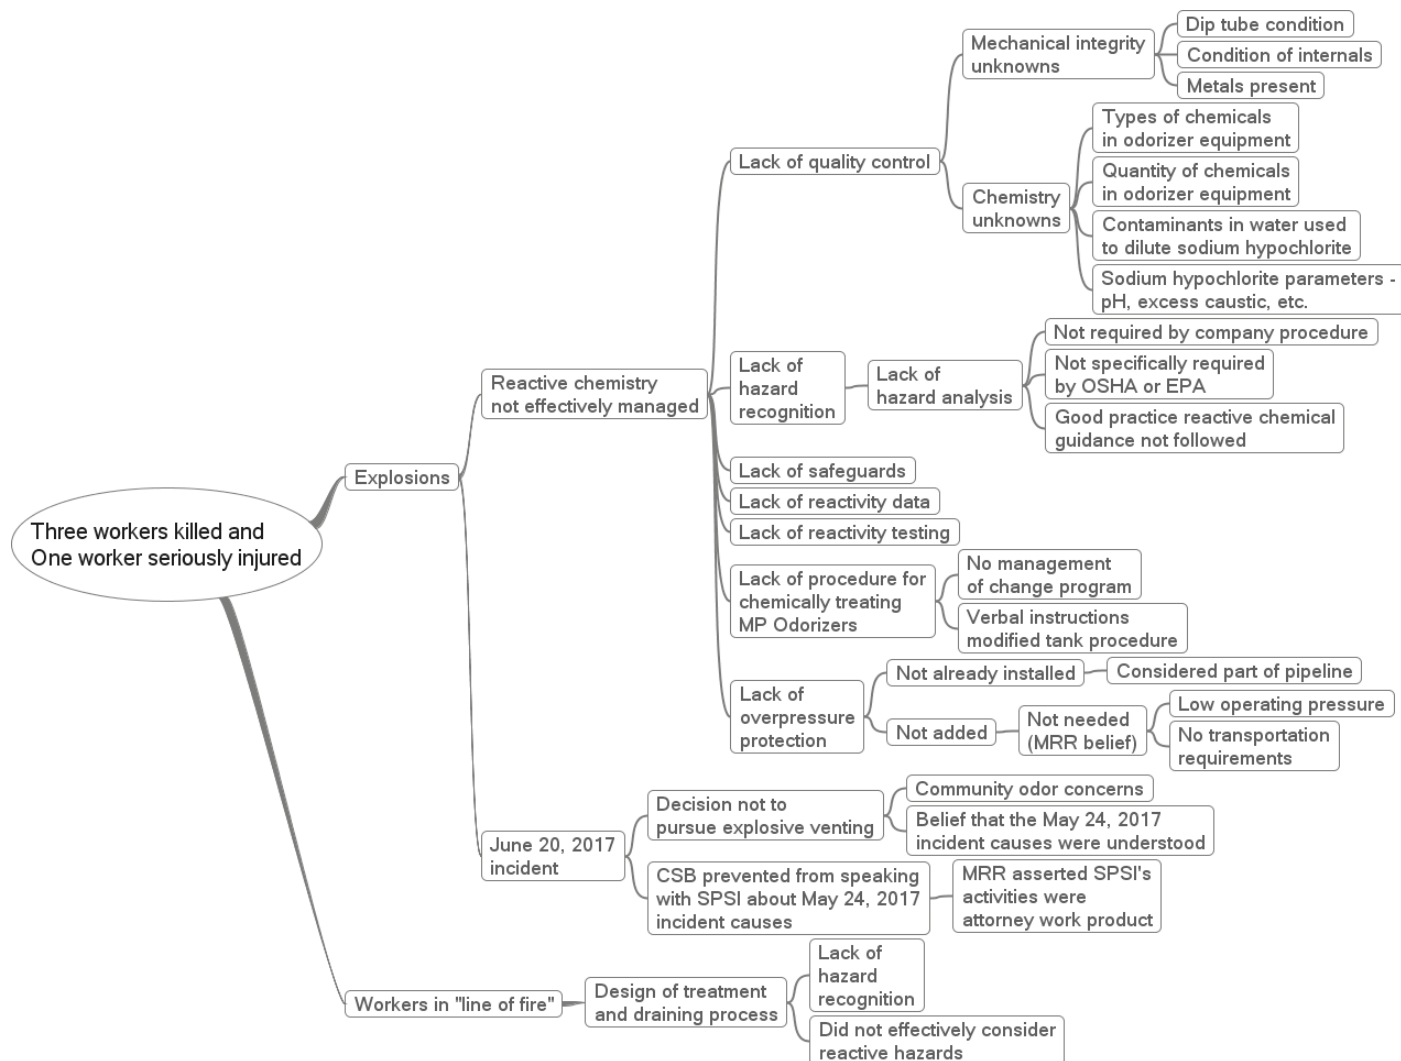 Three workers killed and
One worker seriously injured
Explosions
Reactive chemistry
not effectively managed
Lack of quality control
Mechanical integrity
unknowns
Dip tube condition
Condition of internals
Metals present
Chemistry
unknowns
Types of chemicals
in odorizer equipment
Quantity of chemicals
in odorizer equipment
Contaminants in water used
to dilute sodium hypochlorite
Sodium hypochlorite parameters -
pH, excess caustic, etc.
Lack of
hazard
recognition
Lack of
hazard analysis
Not required by company procedure
Not specifically required
by OSHA or EPA
Good practice reactive chemical
guidance not followed
Lack of safeguards
Lack of reactivity data
Lack of reactivity testing
Lack of procedure for
chemically treating
MP Odorizers
No management
of change program
Verbal instructions
modified tank procedure
Lack of
overpressure
protection
Not already installed
Considered part of pipeline
Not added
Not needed
(MRR belief)
Low operating pressure
No transportation
requirements
June 20, 2017
incident
Decision not to
pursue explosive venting
Community odor concerns
Belief that the May 24, 2017
incident causes were understood
CSB prevented from speaking
with SPSI about May 24, 2017
incident causes
MRR asserted SPSI's
activities were
attorney work product
Workers in "line of fire"
Design of treatment
and draining process
Lack of
hazard
recognition
Did not effectively consider
reactive hazards